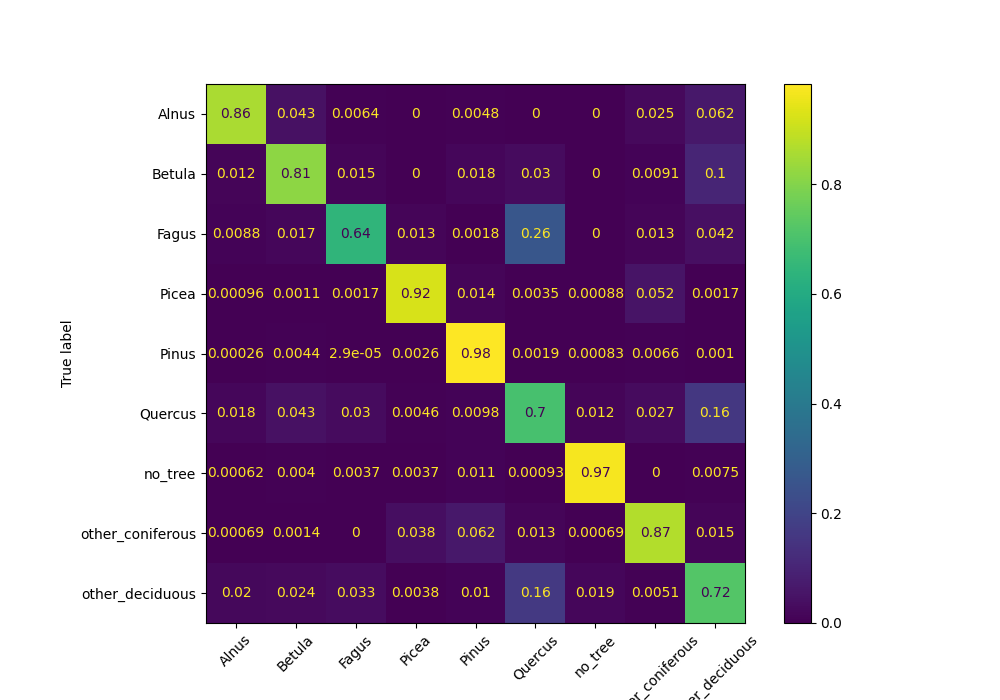 Alnus 0.86 0.043 0.0064 0 0.0048 0 0 0.025 0.062
Betula 0.012 0.81 0.015 0 0.018 0.03 0 0.0091 0.1
Fagus 0.0088 0.017 0.64 0.013 0.0018 0.26 0 0.013 0.042
Picea 0.00096 0.0011 0.0017 0.92 0.014 0.0035 0.00088 0.052 0.0017
Pinus 0.00026 0.0044 2.9e-05 0.0026 0.98 0.0019 0.00083 0.0066 0.001
Quercus 0.018 0.043 0.03 0.0046 0.0098 0.7 0.012 0.027 0.16
no_tree 0.00062 0.004 0.0037 0.0037 0.011 0.00093 0.97 0 0.0075
other_coniferous 0.00069 0.0014 0 0.038 0.062 0.013 0.00069 0.87 0.015
other_deciduous 0.02 0.024 0.033 0.0038 0.01 0.16 0.019 0.0051 0.72
True label
Alnus Betula Fagus Picea Pinus Quercus no_tree er_coniferous er_deciduous
0.8
0.6
0.4
0.2
0.0